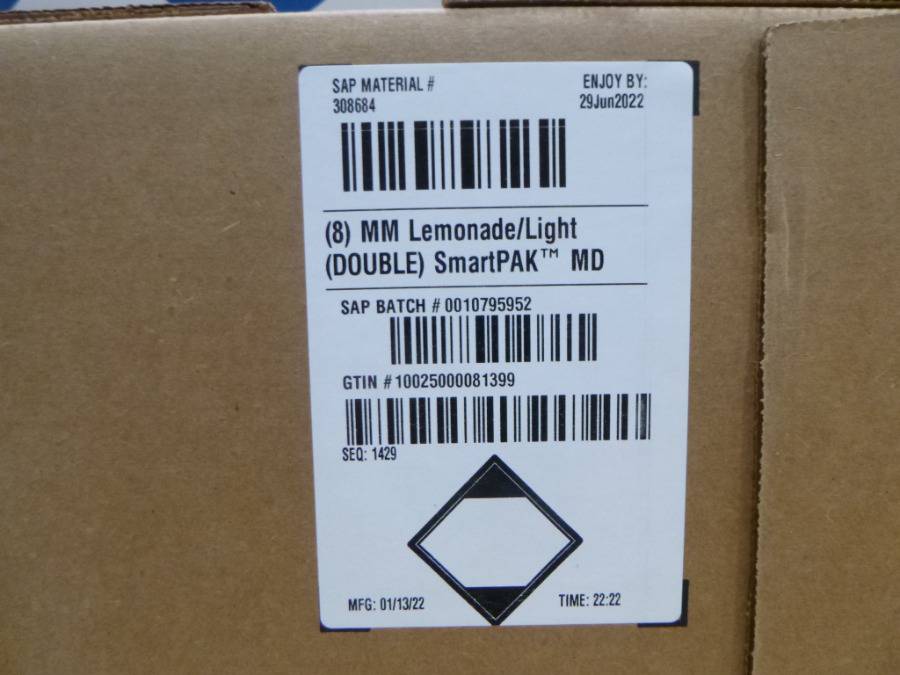 SAP MATERIAL #
308684
ENJOY BY:
29Jun2022
(8) MM Lemonade/Light
(DOUBLE) SmartPAK™ MD
SAP BATCH # 0010795952
GTIN # 10025000081399
SEQ: 1429
MFG: 01/13/22
TIME: 22:22